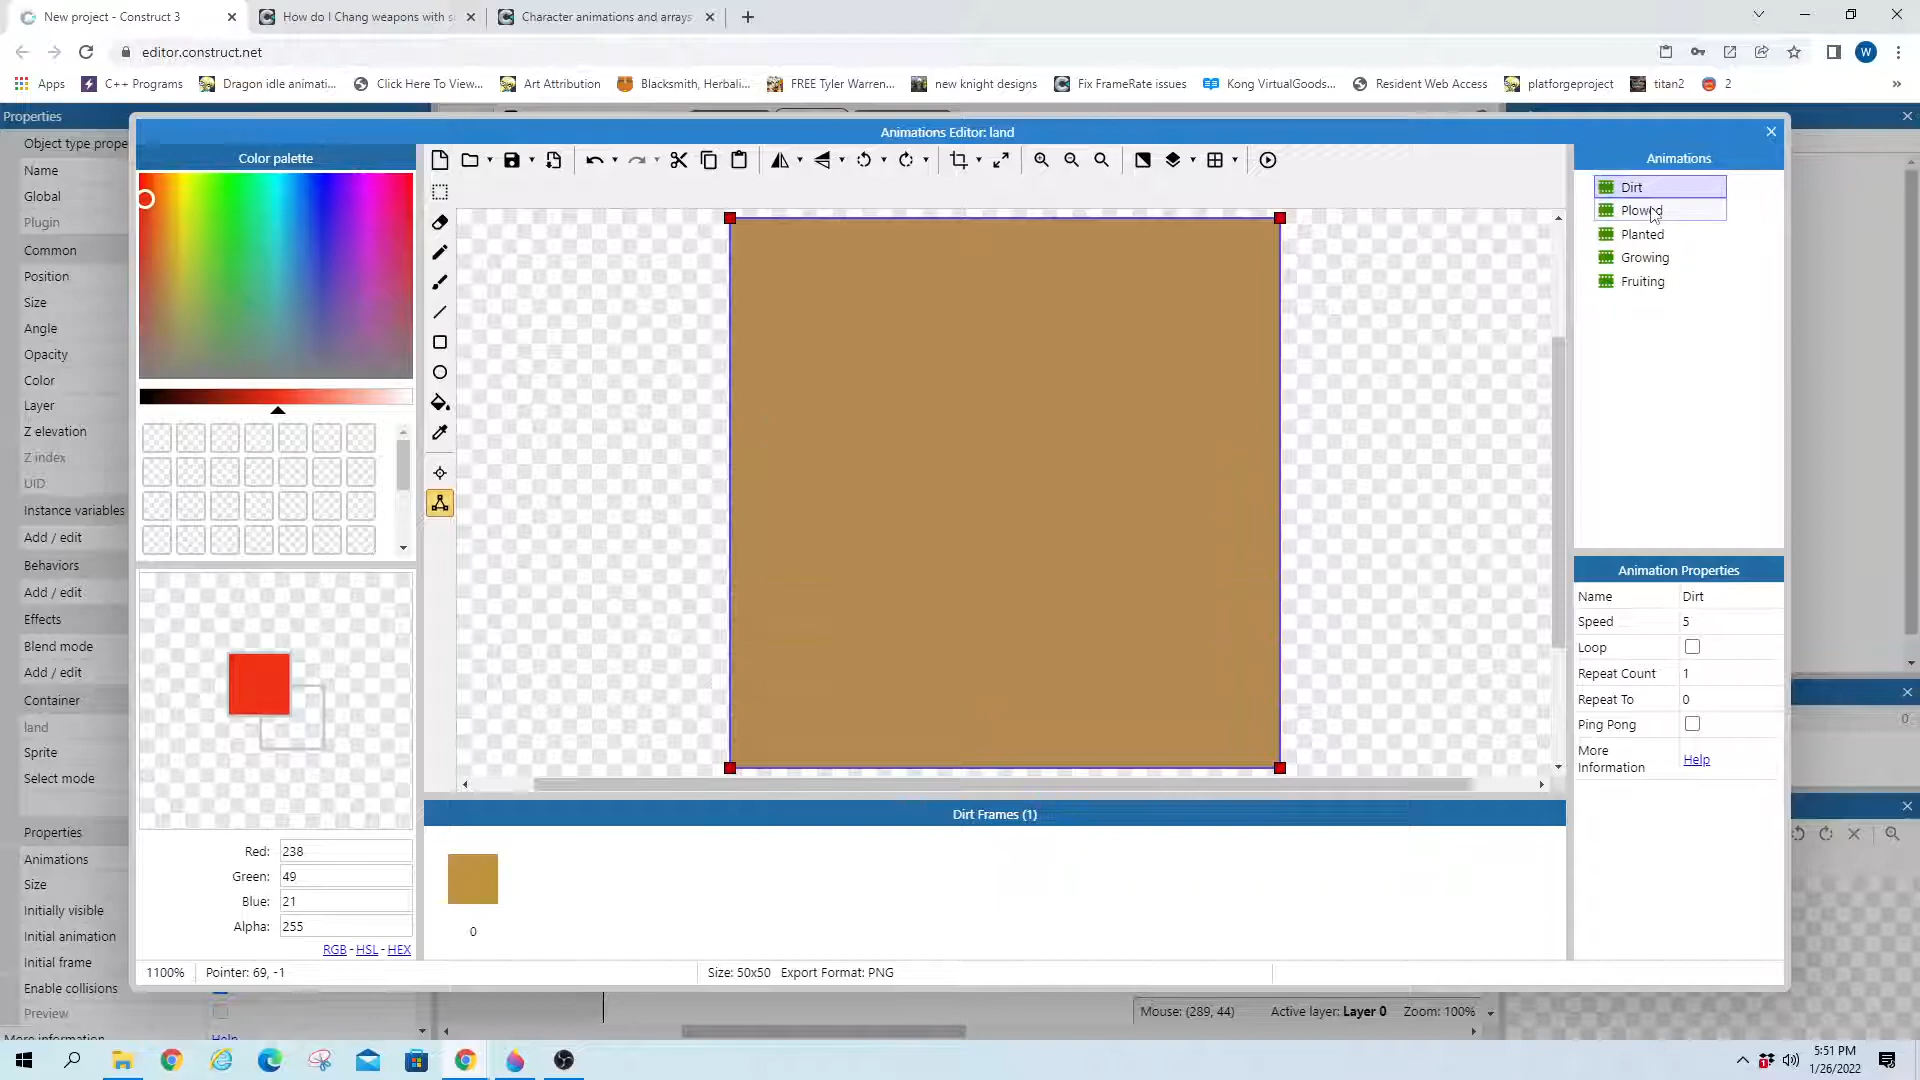 New project - Construct 3
How do I Chang weapons with s
Character animations and arrays
editor.construct.net
W
Apps
C++ Programs
Dragon idle animati...
Click Here To View...
Art Attribution
Blacksmith, Herbali...
FREE Tyler Warren...
new knight designs
Fix FrameRate issues
Kong VirtualGoods...
Resident Web Access
platforgeproject
titan2
2
»
Properties
Object type prope
Name
Global
Plugin
Common
Position
Size
Angle
Opacity
Color
Layer
Z elevation
Z index
UID
Instance variables
Add / edit
Behaviors
Add / edit
Effects
Blend mode
Add / edit
Container
land
Sprite
Select mode
Properties
Animations
Size
Initially visible
Initial animation
Initial frame
Enable collisions
Preview
More information
Help
Animations Editor: land
Color palette
Red: 238
Green: 49
Blue: 21
Alpha: 255
RGB - HSL - HEX
1100%
Pointer: 69, -1
Size: 50x50 Export Format: PNG
Dirt Frames (1)
0
Animations
Dirt
Plowed
Planted
Growing
Fruiting
Animation Properties
Name Dirt
Speed 5
Loop
Repeat Count 1
Repeat To 0
Ping Pong
More
Information
Help
0
Mouse: (289, 44)
Active layer: Layer 0
Zoom: 100%
5:51 PM
1/26/2022